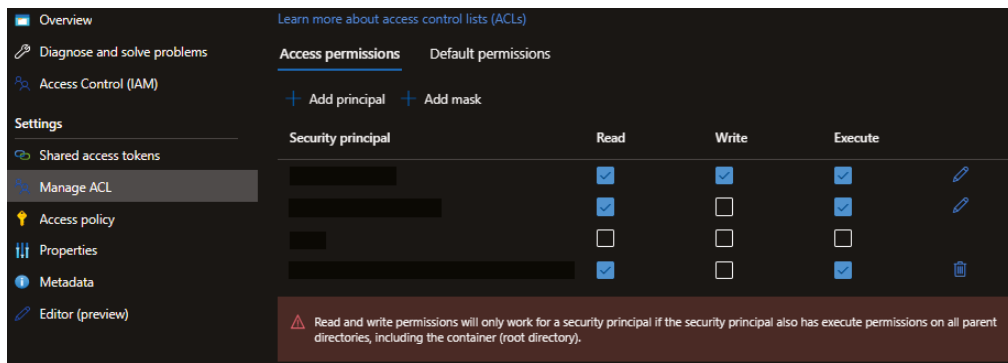 Overview
Diagnose and solve problems
Access Control (IAM)
Settings
Shared access tokens
Manage ACL
Access policy
Properties
Metadata
Editor (preview)
Learn more about access control lists (ACLs)
Access permissions Default permissions
Add principal Add mask
Security principal Read Write Execute
Read and write permissions will only work for a security principal if the security principal also has execute permissions on all parent
directories, including the container (root directory).